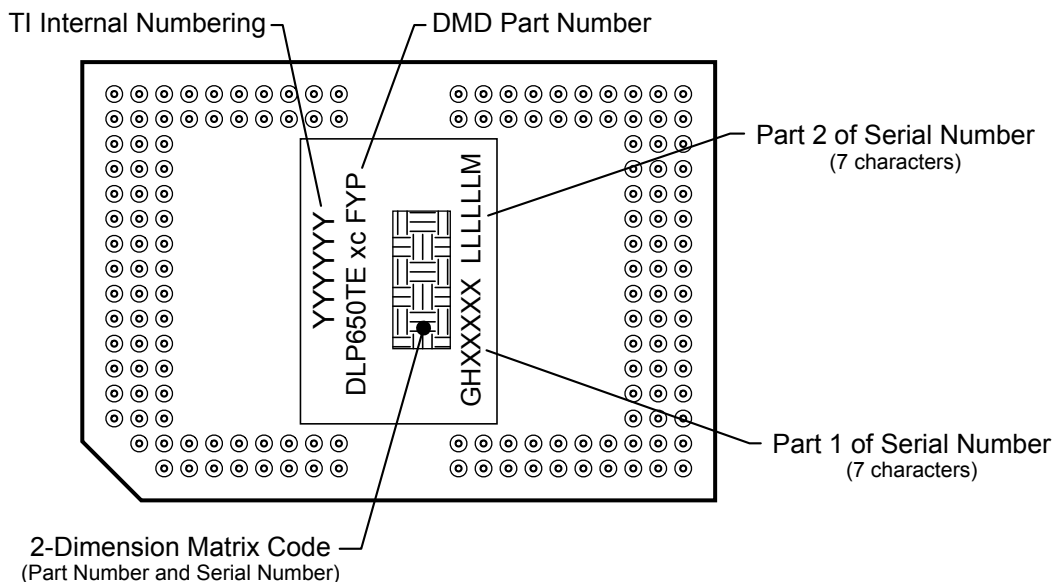 TI Internal Numbering
DMD Part Number
Part 2 of Serial Number
(7 characters)
YYYYYYY
DLP650TE xc FYP
GHXXXXX LLLLLLM
Part 1 of Serial Number
(7 characters)
2-Dimension Matrix Code
(Part Number and Serial Number)